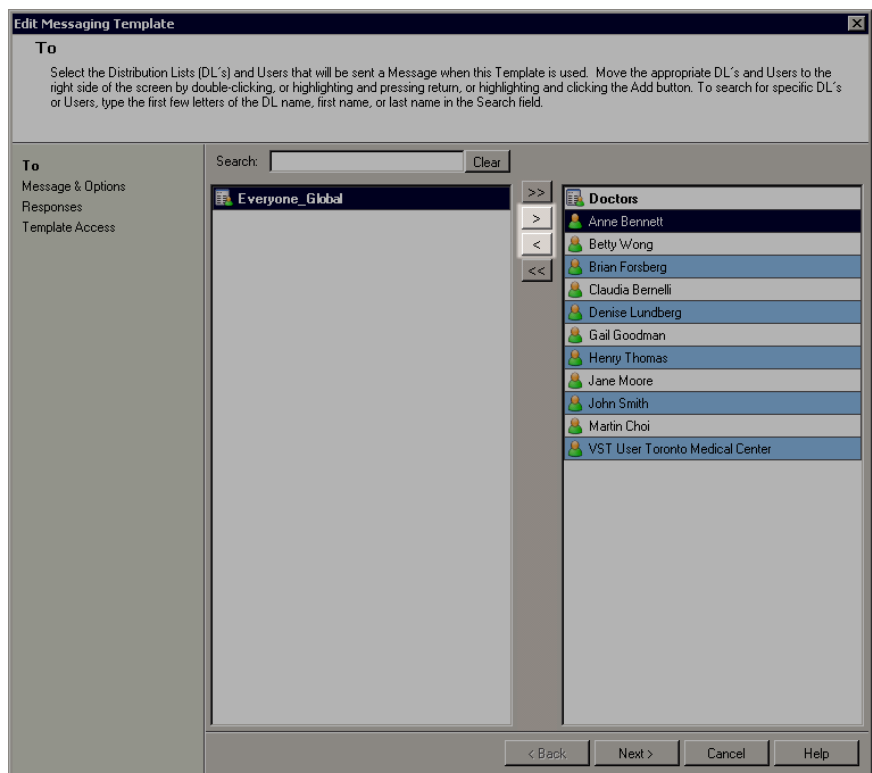 Edit Messaging Template
To
Select the Distribution Lists (DL´s) and Users that will be sent a Message when this Template is used. Move the appropriate DL´s and Users to the
right side of the screen by double-clicking, or highlighting and pressing return, or highlighting and clicking the Add button. To search for specific DL´s
or Users, type the first few letters of the DL name, first name, or last name in the Search field.
To
Message & Options
Responses
Template Access
Search:
Clear
Everyone_Global
>>
>
<
<<
Doctors
Anne Bennett
Betty Wong
Brian Forsberg
Claudia Bernelli
Denise Lundberg
Gail Goodman
Henry Thomas
Jane Moore
John Smith
Martin Choi
VST User Toronto Medical Center
< Back
Next >
Cancel
Help